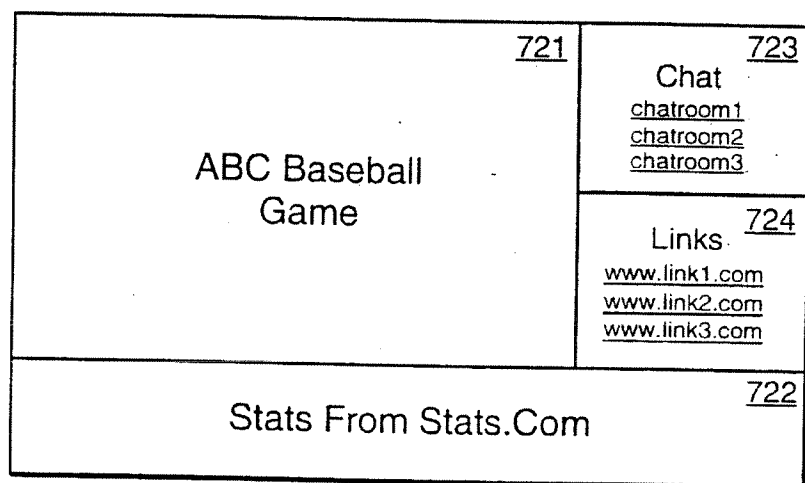 721
ABC Baseball
Game
723
Chat
chatroom1
chatroom2
chatroom3
724
Links
www.link1.com
www.link2.com
www.link3.com
722
Stats From Stats.Com